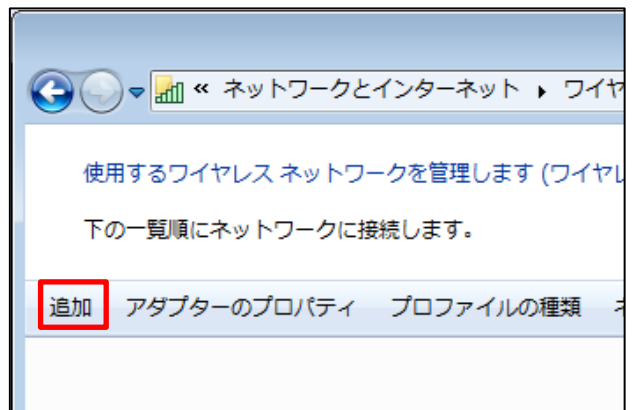 « ネットワークとインターネット ▸ ワイヤ
使用するワイヤレス ネットワークを管理します (ワイヤレ
下の一覧順にネットワークに接続します。
追加 アダプターのプロパティ プロファイルの種類 ネ